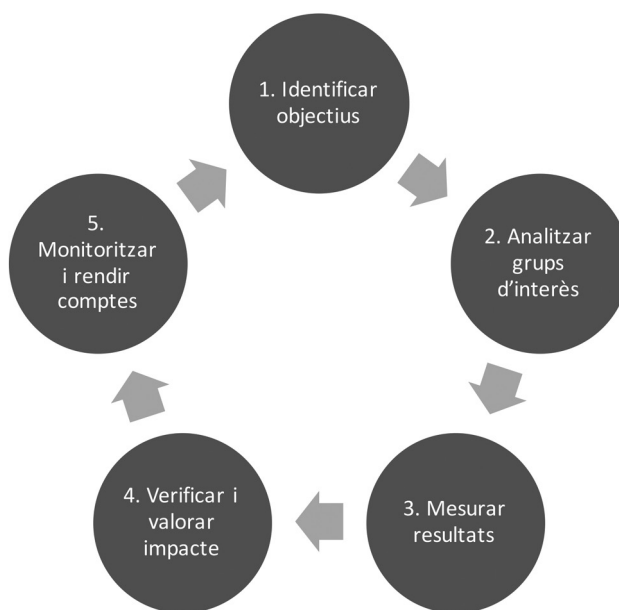 1. Identificar
objectius
2. Analitzar
grups
d’interès
3. Mesurar
resultats
4. Verificar i
valorar
impacte
5.
Monitoritzar
i rendir
comptes